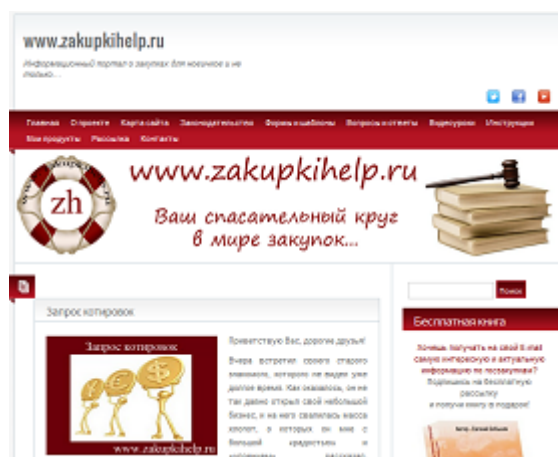 www.zakupkihelp.ru
Информационный портал о закупках для новичков и не
только...
Главная О проекте Карта сайта Законодательство Формы и шаблоны Вопросы и ответы Видеоуроки Инструкции
Мои продукты Рассылка Контакты
zh
www.zakupkihelp.ru
Ваш спасательный круг
в мире закупок...
Поиск
Запрос котировок
Запрос котировок
www.zakupkihelp.ru
Приветствую Вас, дорогие друзья!
Вчера встретил своего старого
знакомого, которого не видел уже
долгое время. Как оказалось, он не
так давно открыл свой небольшой
бизнес, и на него свалилась масса
хлопот, о которых он мне с
большой
Бесплатная книга
Хочешь получать на свой E-mail
самую интересную и актуальную
информацию по госзакупкам?
Подпишись на бесплатную
рассылку
и получи книгу в подарок!